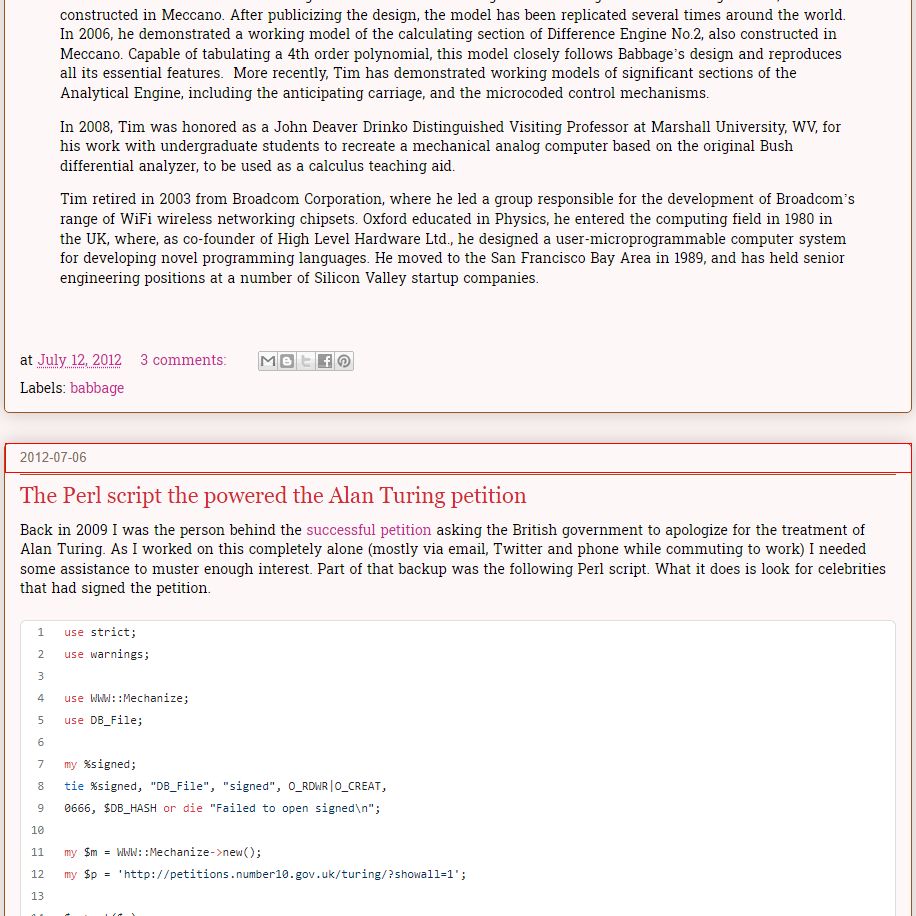 constructed in Meccano. After publicizing the design, the model has been replicated several times around the world.
In 2006, he demonstrated a working model of the calculating section of Difference Engine No.2, also constructed in
Meccano. Capable of tabulating a 4th order polynomial, this model closely follows Babbage's design and reproduces
all its essential features.  More recently, Tim has demonstrated working models of significant sections of the
Analytical Engine, including the anticipating carriage, and the microcoded control mechanisms.
In 2008, Tim was honored as a John Deaver Drinko Distinguished Visiting Professor at Marshall University, WV, for
his work with undergraduate students to recreate a mechanical analog computer based on the original Bush
differential analyzer, to be used as a calculus teaching aid.
Tim retired in 2003 from Broadcom Corporation, where he led a group responsible for the development of Broadcom's
range of WiFi wireless networking chipsets. Oxford educated in Physics, he entered the computing field in 1980 in
the UK, where, as co-founder of High Level Hardware Ltd., he designed a user-microprogrammable computer system
for developing novel programming languages. He moved to the San Francisco Bay Area in 1989, and has held senior
engineering positions at a number of Silicon Valley startup companies.
at July 12, 2012 3 comments:
Labels: babbage
2012-07-06
The Perl script the powered the Alan Turing petition
Back in 2009 I was the person behind the successful petition asking the British government to apologize for the treatment of
Alan Turing. As I worked on this completely alone (mostly via email, Twitter and phone while commuting to work) I needed
some assistance to muster enough interest. Part of that backup was the following Perl script. What it does is look for celebrities
that had signed the petition.
1 use strict;
2 use warnings;
3
4 use WWW::Mechanize;
5 use DB_File;
6
7 my %signed;
8 tie %signed, "DB_File", "signed", O_RDWR|O_CREAT,
9 0666, $DB_HASH or die "Failed to open signed\n";
10
11 my $m = WWW::Mechanize->new();
12 my $p = 'http://petitions.number10.gov.uk/turing/?showall=1';
13